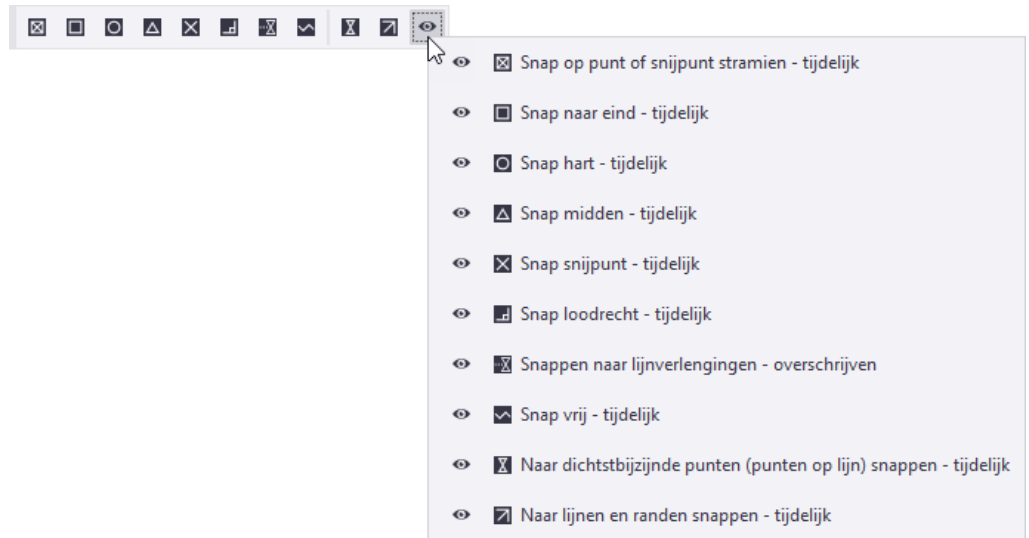 Snap op punt of snijpunt stramien - tijdelijk
Snap naar eind - tijdelijk
Snap hart - tijdelijk
Snap midden - tijdelijk
Snap snijpunt - tijdelijk
Snap loodrecht - tijdelijk
Snappen naar lijnverlengingen - overschrijven
Snap vrij - tijdelijk
Naar dichtstbijzijnde punten (punten op lijn) snappen - tijdelijk
Naar lijnen en randen snappen - tijdelijk